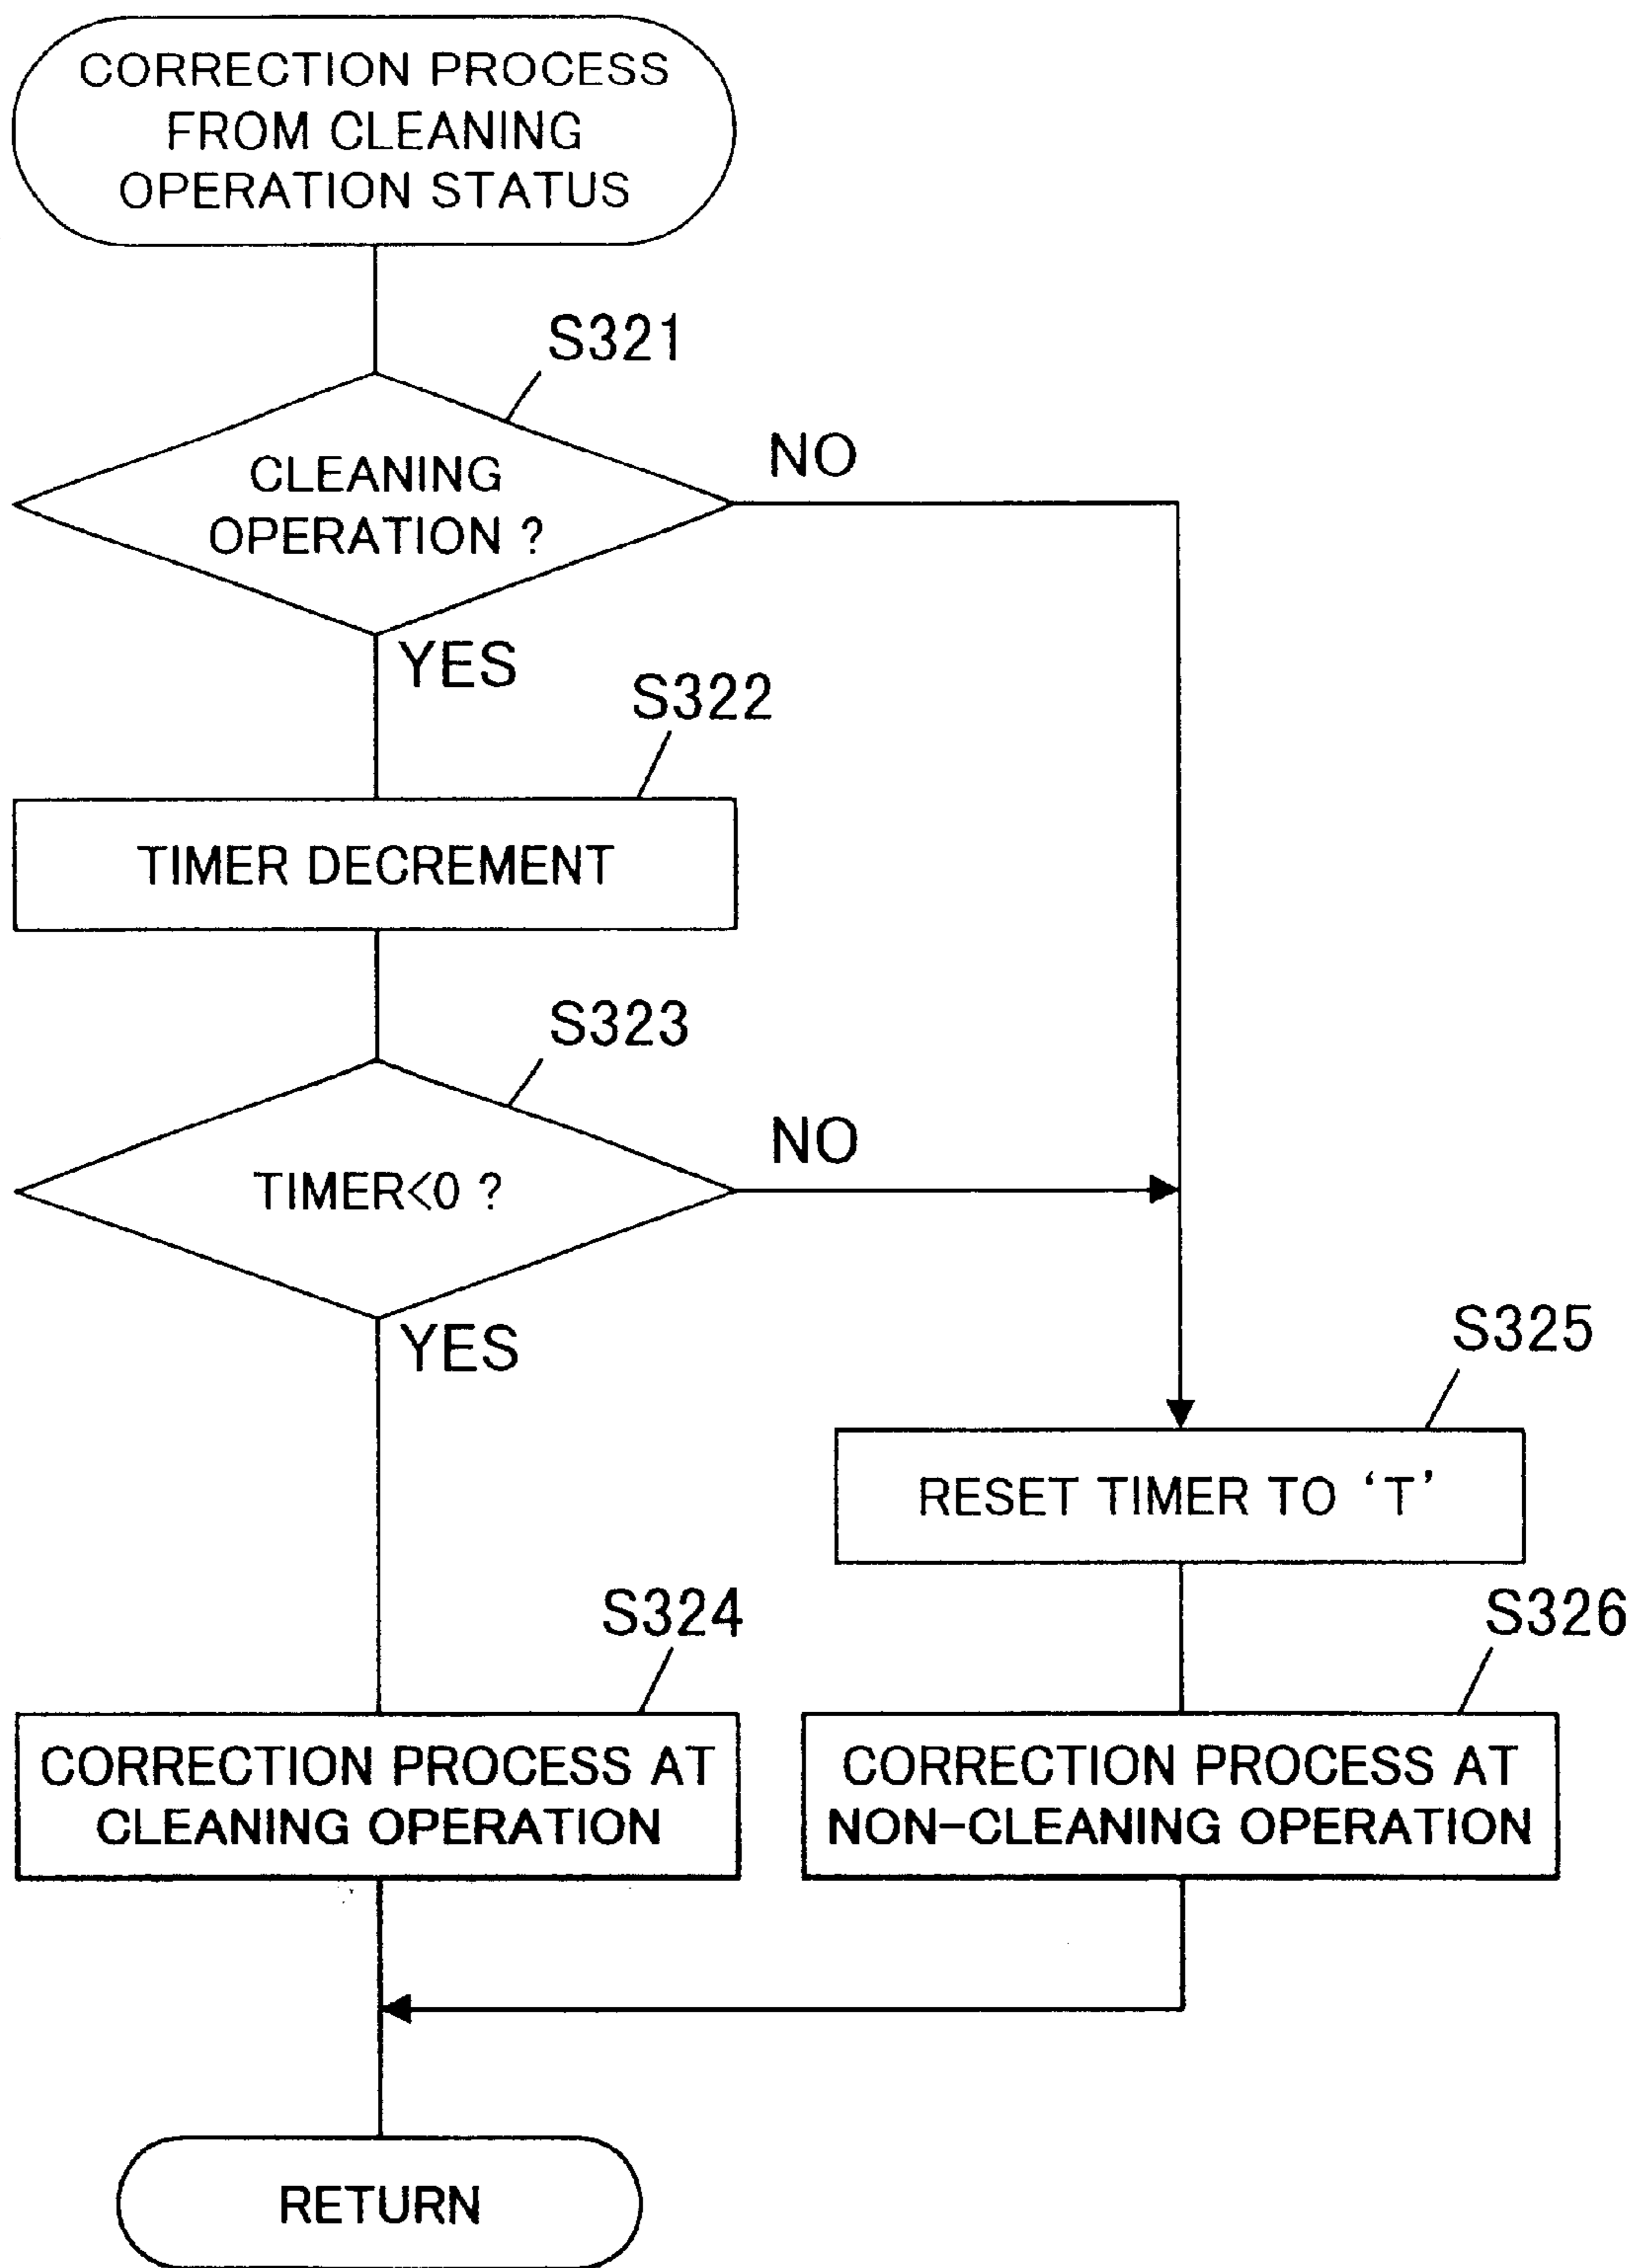 CORRECTION PROCESS
FROM CLEANING
OPERATION STATUS
S321
CLEANING
OPERATION ?
NO
YES
S322
TIMER DECREMENT
S323
TIMER<0 ?
NO
YES
S325
RESET TIMER TO ‘T’
S324
CORRECTION PROCESS AT
CLEANING OPERATION
S326
CORRECTION PROCESS AT
NON-CLEANING OPERATION
RETURN